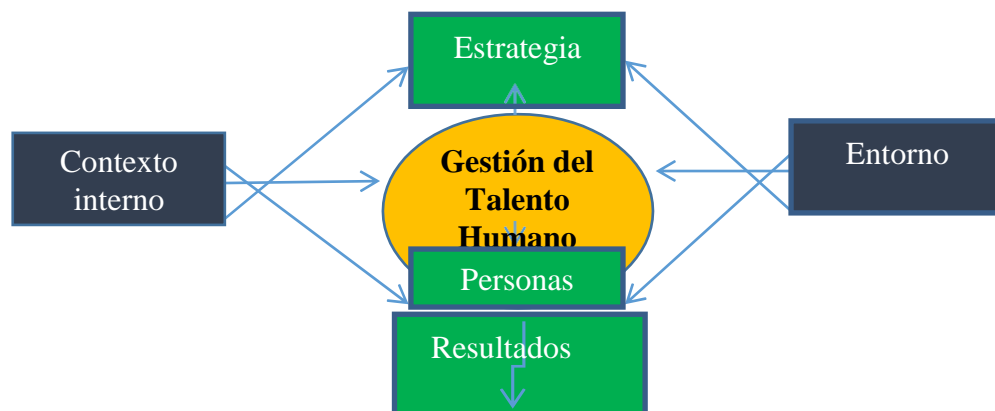 Estrategia
Contexto
interno
Gestión del
Talento
Humano
Entorno
Personas
Resultados